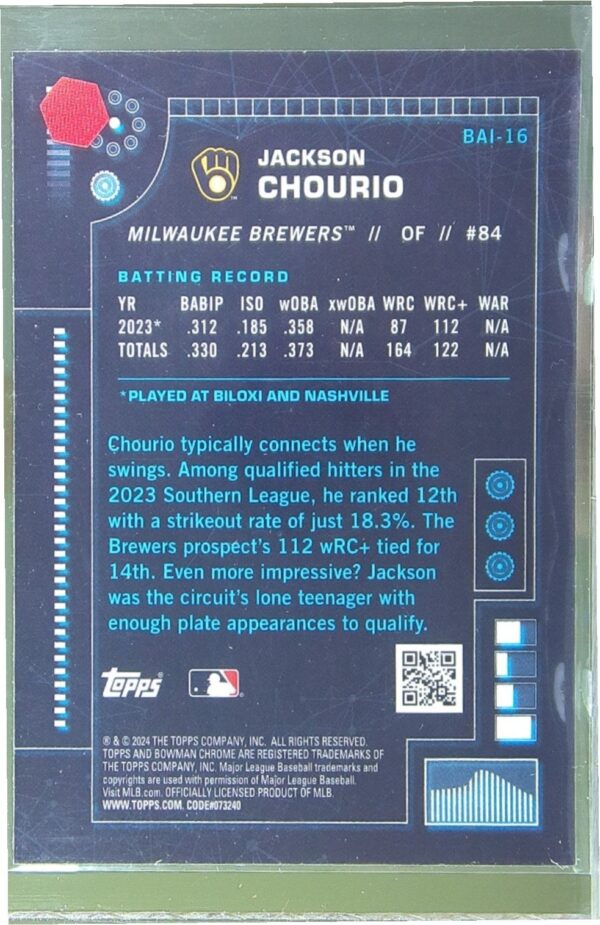 BAI-16
JACKSON
CHOURIO
MILWAUKEE BREWERS™ // OF // #84
BATTING RECORD
YR BABIP ISO wOBA xwOBA WRC WRC+ WAR
2023* .312 .185 .358 N/A 87 112 N/A
TOTALS .330 .213 .373 N/A 164 122 N/A
*PLAYED AT BILOXI AND NASHVILLE
Chourio typically connects when he
swings. Among qualified hitters in the
2023 Southern League, he ranked 12th
with a strikeout rate of just 18.3%. The
Brewers prospect's 112 wRC+ tied for
14th. Even more impressive? Jackson
was the circuit's lone teenager with
enough plate appearances to qualify.
TOPPS®
® & © 2024 THE TOPPS COMPANY, INC. ALL RIGHTS RESERVED.
TOPPS AND BOWMAN CHROME ARE REGISTERED TRADEMARKS OF
THE TOPPS COMPANY, INC. Major League Baseball trademarks and
copyrights are used with permission of Major League Baseball.
Visit MLB.com. OFFICIALLY LICENSED PRODUCT OF MLB.
WWW.TOPPS.COM. CODE#073240